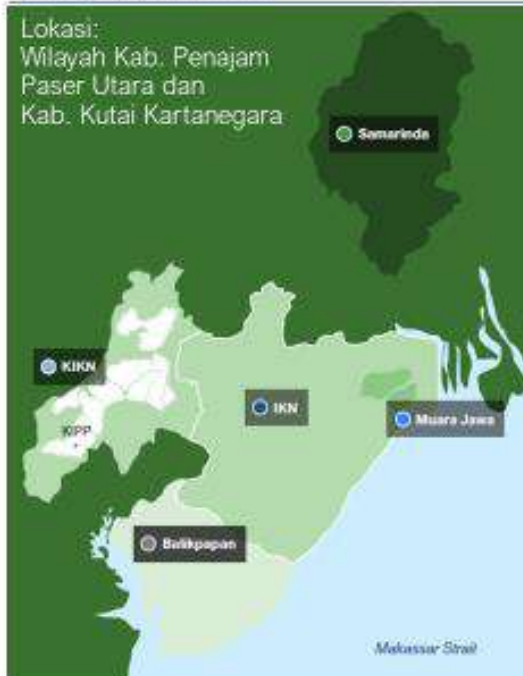 Lokasi:
Wilayah Kab. Penajam
Paser Utara dan
Kab. Kutai Kartanegara
Samarinda
KIKN
IKN
Muara Jawa
KIPP
Balikpapan
Makassar Strait